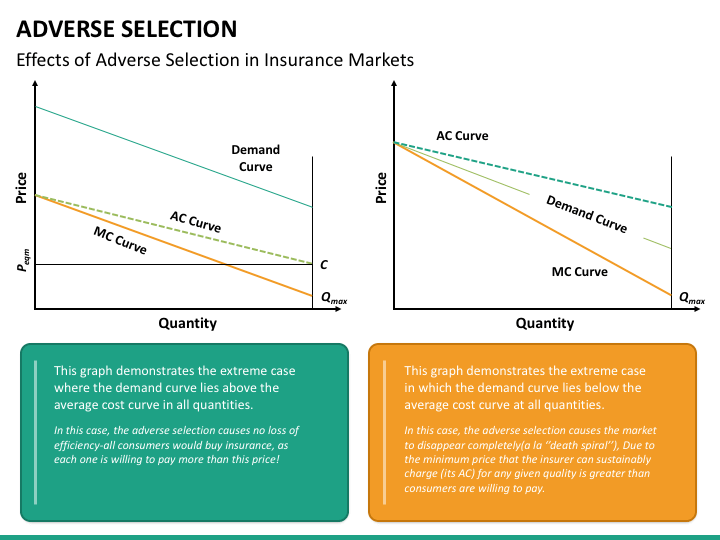 ADVERSE SELECTION
Effects of Adverse Selection in Insurance Markets
Price
Demand
Curve
AC Curve
MC Curve
Peqm
C
Qmax
Quantity
Price
AC Curve
Demand Curve
MC Curve
Qmax
Quantity
This graph demonstrates the extreme case
where the demand curve lies above the
average cost curve in all quantities.
In this case, the adverse selection causes no loss of
efficiency-all consumers would buy insurance, as
each one is willing to pay more than this price!
This graph demonstrates the extreme case
in which the demand curve lies below the
average cost curve at all quantities.
In this case, the adverse selection causes the market
to disappear completely(a la ‘‘death spiral’’), Due to
the minimum price that the insurer can sustainably
charge (its AC) for any given quality is greater than
consumers are willing to pay.